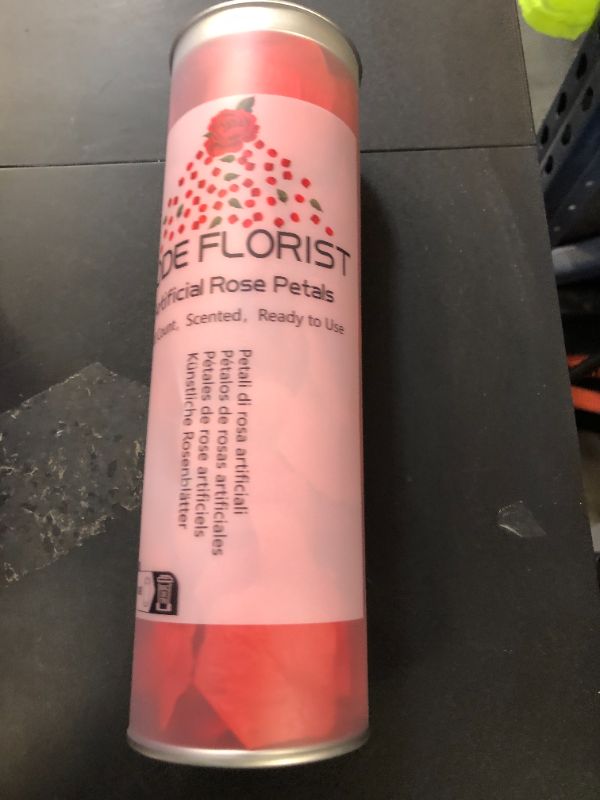 DE FLORIST
Artificial Rose Petals
Count, Scented, Ready to Use
Petali di rosa artificiali
Pétalos de rosas artificiales
Pétales de rose artificiels
Künstliche Rosenblätter